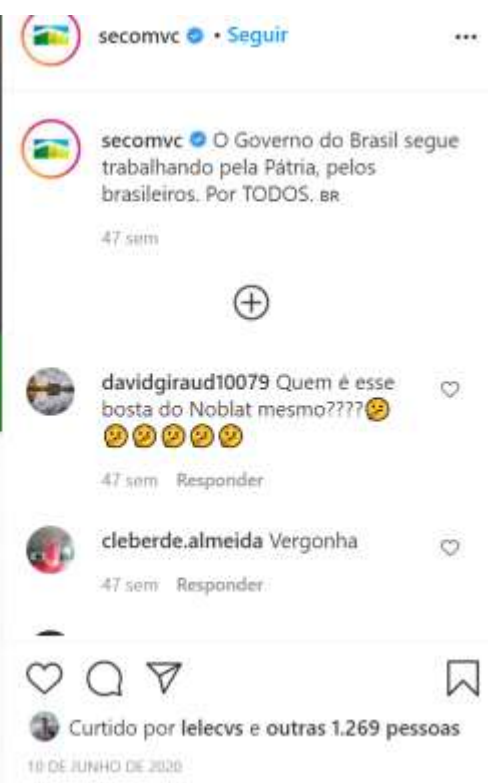 secomvc • Seguir
secomvc O Governo do Brasil segue
trabalhando pela Pátria, pelos
brasileiros. Por TODOS. BR
47 sem
davidgiraud10079 Quem é esse
bosta do Noblat mesmo????
47 sem Responder
cleberde.almeida Vergonha
47 sem Responder
Curtido por lelecvs e outras 1.269 pessoas
10 DE JUNHO DE 2020